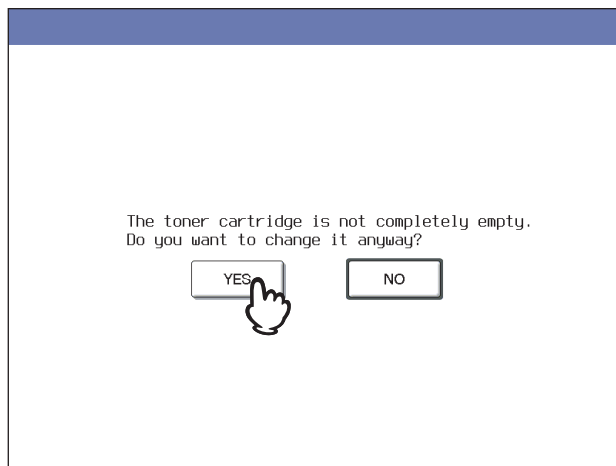 The toner cartridge is not completely empty.
Do you want to change it anyway?
YES NO